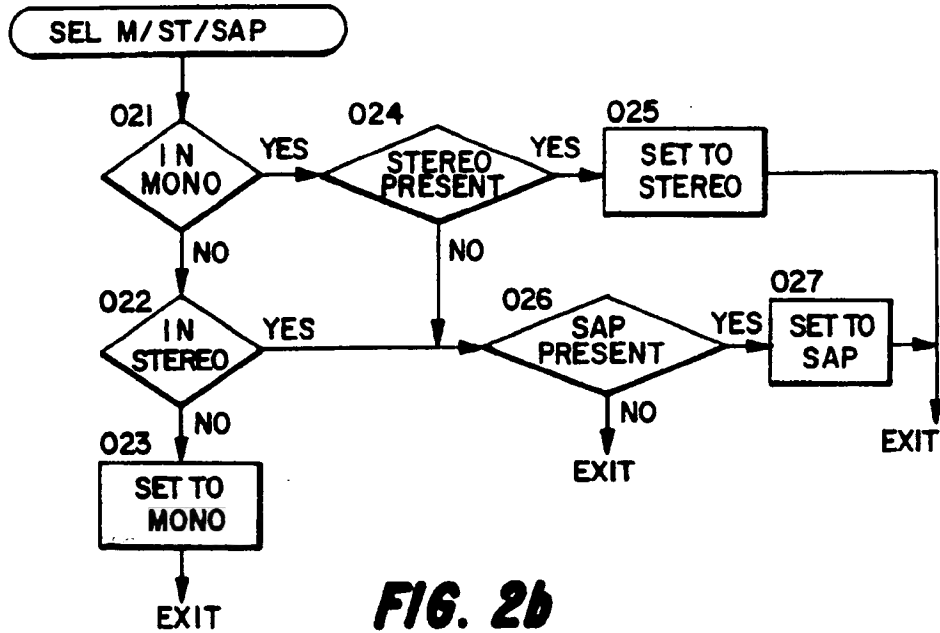 SEL M/ST/SAP
021
IN
MONO
YES
024
STEREO
PRESENT
YES
025
SET TO
STEREO
NO
NO
022
IN
STEREO
YES
026
SAP
PRESENT
YES
027
SET TO
SAP
NO
NO
EXIT
EXIT
023
SET TO
MONO
EXIT
FIG. 2b